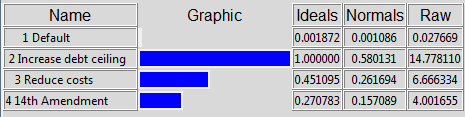 Name Graphic Ideals Normals Raw
1 Default 0.001872 0.001086 0.027669
2 Increase debt ceiling 1.000000 0.580131 14.778110
3 Reduce costs 0.451095 0.261694 6.666334
4 14th Amendment 0.270783 0.157089 4.001655